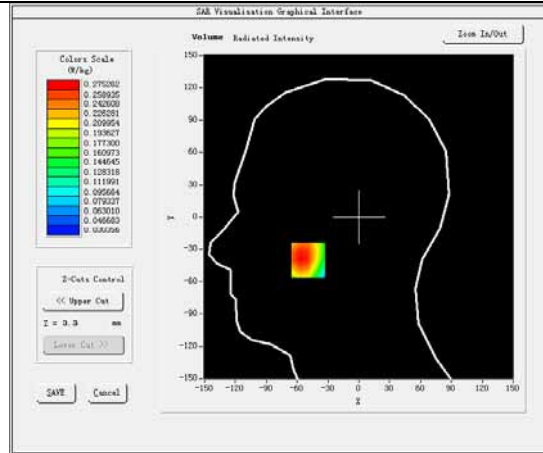 SAR Visualisation Graphical Interface
Volume Radiated Intensity
Zoom In/Out
Colors Scale
(W/kg)
0.275262
0.258935
0.242608
0.226281
0.209954
0.193627
0.177300
0.160973
0.144645
0.128318
0.111991
0.095664
0.079337
0.063010
0.046683
0.030356
150
120
90
60
30
0
-30
-60
-90
-120
-150
Y
-150 -120 -90 -60 -30 0 30 60 90 120 150
X
Z-Cuts Control
<< Upper Cut
Z = 3.3 mm
Lower Cut >>
SAVE Cancel